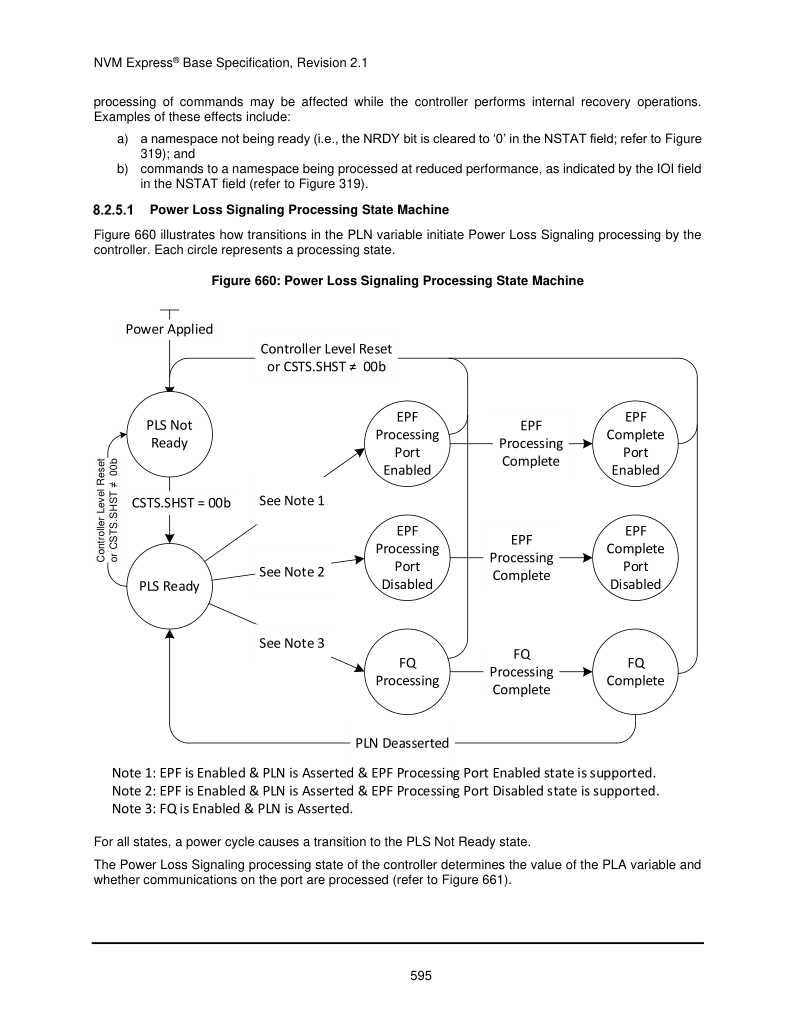 NVM Express® Base Specification, Revision 2.1
processing of commands may be affected while the controller performs internal recovery operations.
Examples of these effects include:
a) a namespace not being ready (i.e., the NRDY bit is cleared to ‘0’ in the NSTAT field; refer to Figure
319); and
b) commands to a namespace being processed at reduced performance, as indicated by the IOI field
in the NSTAT field (refer to Figure 319).
8.2.5.1 Power Loss Signaling Processing State Machine
Figure 660 illustrates how transitions in the PLN variable initiate Power Loss Signaling processing by the
controller. Each circle represents a processing state.
Figure 660: Power Loss Signaling Processing State Machine
Power Applied
Controller Level Reset
or CSTS.SHST ≠ 00b
PLS Not
Ready
EPF
Processing
Port
Enabled
EPF
Processing
Complete
EPF
Complete
Port
Enabled
Controller Level Reset
or CSTS.SHST ≠ 00b
CSTS.SHST = 00b
See Note 1
PLS Ready
See Note 2
EPF
Processing
Port
Disabled
EPF
Processing
Complete
EPF
Complete
Port
Disabled
See Note 3
FQ
Processing
FQ
Processing
Complete
FQ
Complete
PLN Deasserted
Note 1: EPF is Enabled & PLN is Asserted & EPF Processing Port Enabled state is supported.
Note 2: EPF is Enabled & PLN is Asserted & EPF Processing Port Disabled state is supported.
Note 3: FQ is Enabled & PLN is Asserted.
For all states, a power cycle causes a transition to the PLS Not Ready state.
The Power Loss Signaling processing state of the controller determines the value of the PLA variable and
whether communications on the port are processed (refer to Figure 661).
595